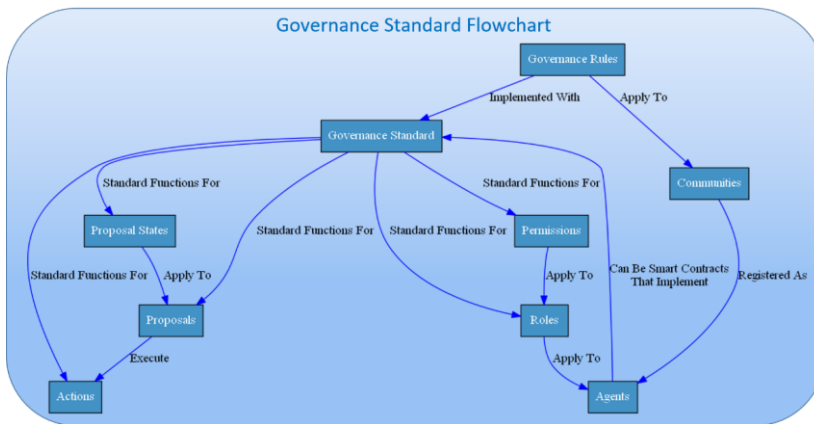 Governance Standard Flowchart
Governance Rules
Implemented With
Apply To
Governance Standard
Communities
Standard Functions For
Standard Functions For
Proposal States
Permissions
Standard Functions For
Standard Functions For
Standard Functions For
Apply To
Apply To
Can Be Smart Contracts
That Implement
Registered As
Proposals
Roles
Execute
Apply To
Actions
Agents